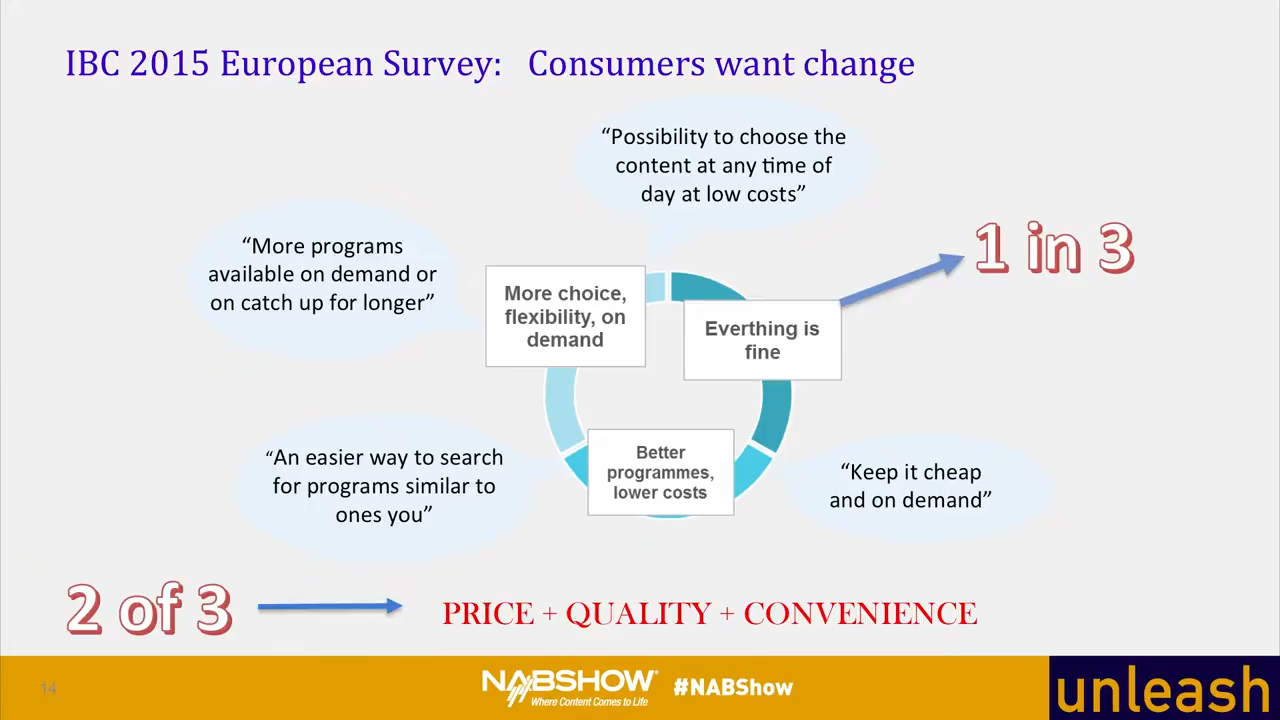 IBC 2015 European Survey: Consumers want change
“Possibility to choose the
content at any time of
day at low costs”
“More programs
available on demand or
on catch up for longer”
1 in 3
More choice,
flexibility, on
demand
Everthing is
fine
Better
programmes,
lower costs
“An easier way to search
for programs similar to
ones you”
“Keep it cheap
and on demand”
2 of 3
PRICE + QUALITY + CONVENIENCE
14
NABSHOW®
Where Content Comes to Life
#NABShow
unleash